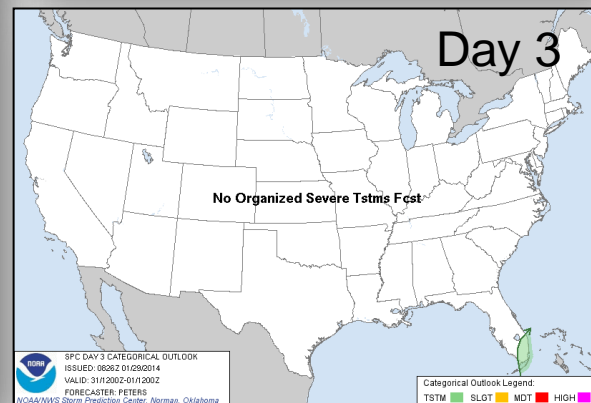 Day 3
No Organized Severe Tstms Fcst
NOAA
SPC DAY 3 CATEGORICAL OUTLOOK
ISSUED: 0826Z 01/29/2014
VALID: 31/1200Z-01/1200Z
FORECASTER: PETERS
NOAA/NWS Storm Prediction Center, Norman, Oklahoma
Categorical Outlook Legend:
TSTM SLGT MDT HIGH